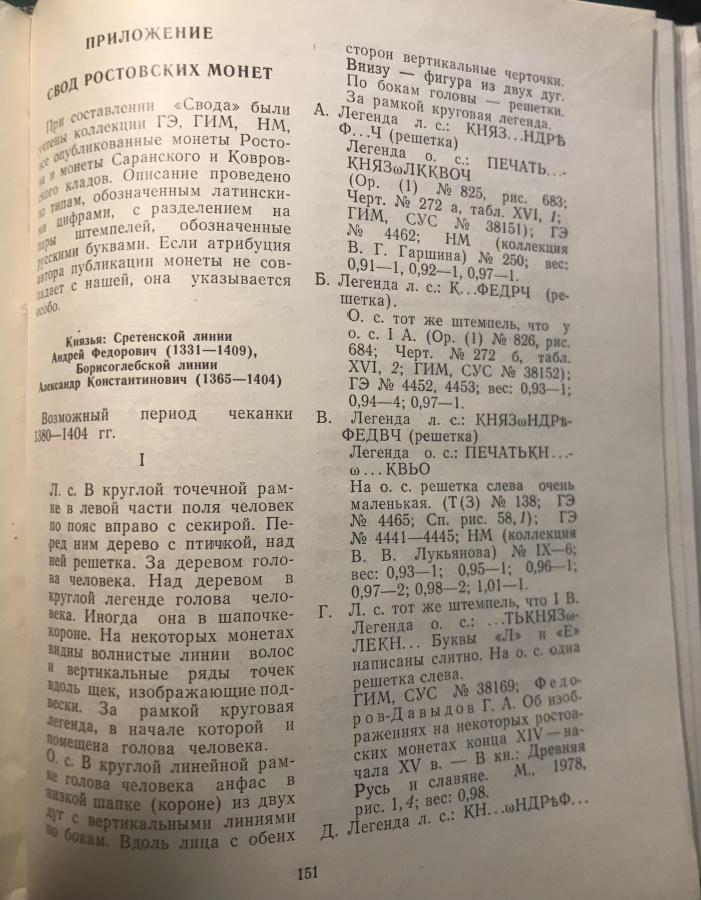 ПРИЛОЖЕНИЕ
СВОД РОСТОВСКИХ МОНЕТ
При составлении «Свода» были
учтены коллекции ГЭ, ГИМ, НМ,
все опубликованные монеты Росто-
ва и монеты Саранского и Ковров-
ского кладов. Описание проведено
по типам, обозначенным латински-
ми цифрами, с разделением на
пары штемпелей, обозначенные
русскими буквами. Если атрибуция
автора публикации монеты не сов-
падает с нашей, она указывается
особо.
Князья: Сретенской линии
Андрей Федорович (1331—1409),
Борисоглебской линии
Александр Константинович (1365—1404)
Возможный период чеканки
1380—1404 гг.
I
Л. с. В круглой точечной рам-
ке в левой части поля человек
по пояс вправо с секирой. Пе-
ред ним дерево с птичкой, над
ней решетка. За деревом голо-
ва человека. Над деревом в
круглой легенде голова чело-
века. Иногда она в шапочке-
короне. На некоторых монетах
видны волнистые линии волос
и вертикальные ряды точек
вдоль щек, изображающие под-
вески. За рамкой круговая
легенда, в начале которой и
помещена голова человека.
О. с. В круглой линейной рам-
ке голова человека анфас в
низкой шапке (короне) из двух
дуг с вертикальными линиями
по бокам. Вдоль лица с обеих
сторон вертикальные черточки.
Внизу — фигура из двух дуг.
По бокам головы — решетки.
За рамкой круговая легенда.
А. Легенда л. с.: КНЯЗ...НДРѢ
Ф...Ч (решетка)
Легенда о. с.: ПЕЧАТЬ...-
КНЯЗѡЛККВОЧ
(Ор. (1) № 825, рис. 683;
Черт. № 272 а, табл. XVI, 1;
ГИМ, СУС № 38151); ГЭ
№ 4462; НМ (коллекция
В. Г. Гаршина) № 250; вес:
0,91—1, 0,92—1, 0,97—1.
Б. Легенда л. с.: К...ФЕДРЧ (ре-
шетка).
О. с. тот же штемпель, что у
о. с. I А. (Ор. (1) № 826, рис.
684; Черт. № 272 б, табл.
XVI, 2; ГИМ, СУС № 38152);
ГЭ № 4452, 4453; вес: 0,93—1;
0,94—4; 0,97—1.
В. Легенда л. с.: КНЯЗѡНДРѢ-
ФЕДВЧ (решетка)
Легенда о. с.: ПЕЧАТЬКН...-
ѡ...КВЬО
На о. с. решетка слева очень
маленькая. (Т(3) № 138; ГЭ
№ 4465; Сп. рис. 58, 1); ГЭ
№ 4441—4445; НМ (коллекция
В. В. Лукьянова) № IX—6;
вес: 0,93—1; 0,95—1; 0,96—1;
0,97—2; 0,98—2; 1,01—1.
Г. Л. с. тот же штемпель, что I В.
Легенда о. с.: ...ТЬКНЯЗѡ-
ЛЕКН... Буквы «Л» и «Е»
написаны слитно. На о. с. одна
решетка слева.
ГИМ, СУС № 38169; Федо-
ров-Давыдов Г. А. Об изоб-
ражениях на некоторых ростов-
ских монетах конца XIV — на-
чала XV в. — В кн.: Древняя
Русь и славяне. М., 1978,
рис. 1, 4; вес: 0,98.
Д. Легенда л. с.: КН...ѡНДРѢФ...
151